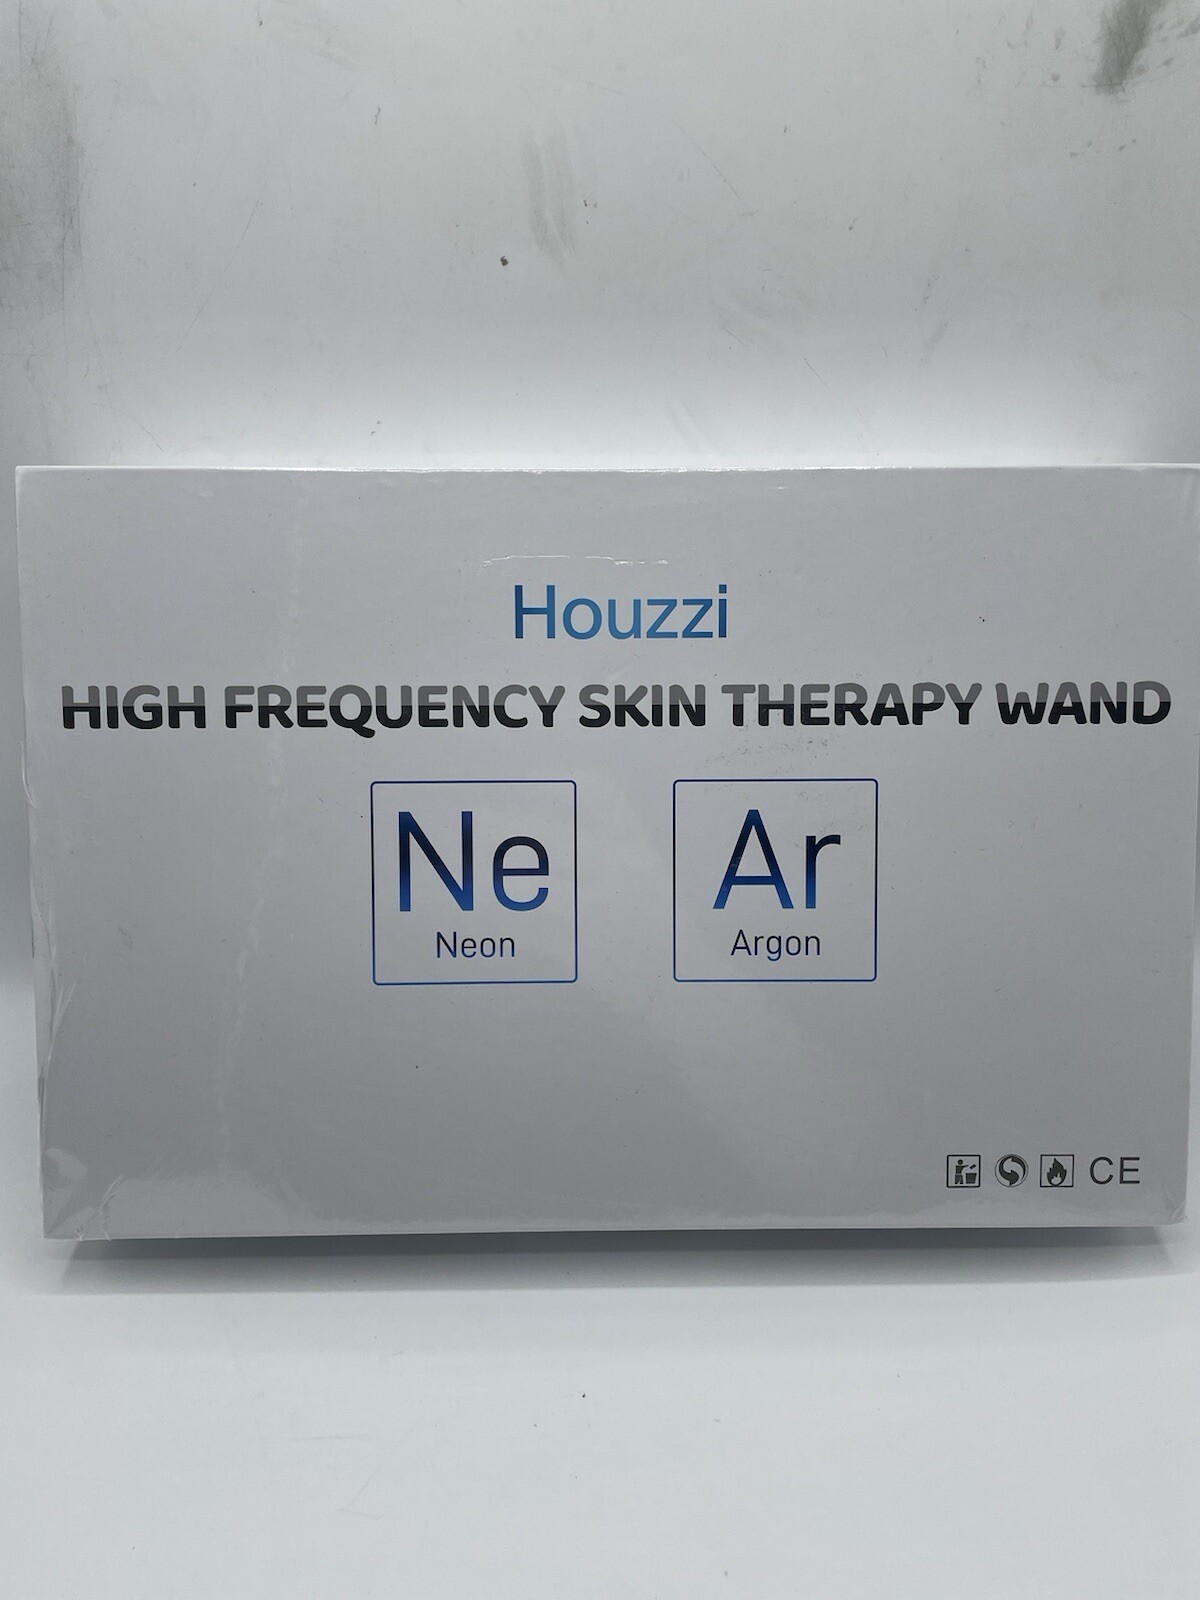 Houzzi
HIGH FREQUENCY SKIN THERAPY WAND
Ne
Neon
Ar
Argon
CE